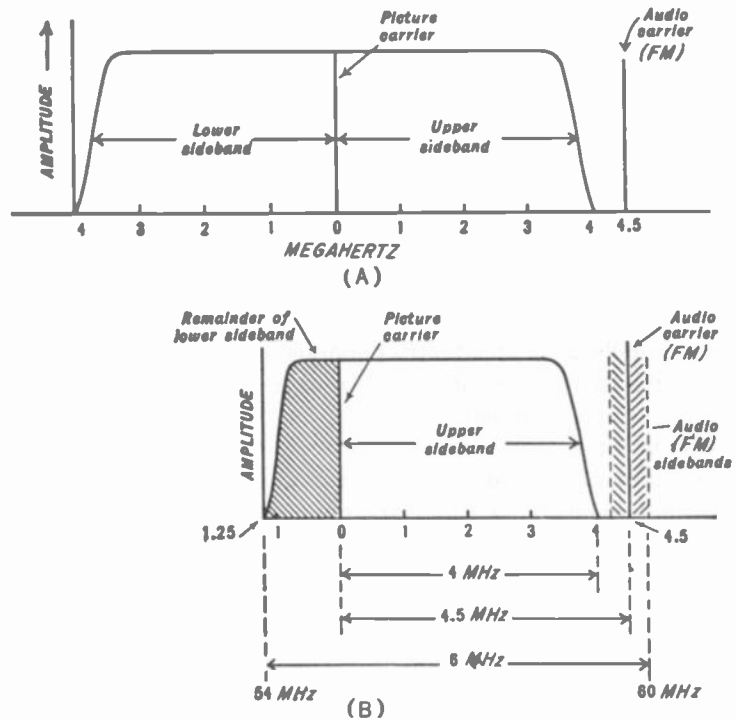 Picture
carrier
Audio
carrier
(FM)
AMPLITUDE
Lower
sideband
Upper
sideband
4 3 2 1 0 1 2 3 4 4.5
MEGAHERTZ
(A)
Remainder of
lower sideband
Picture
carrier
Audio
carrier
(FM)
AMPLITUDE
Upper
sideband
Audio
(FM)
sidebands
1.25 1 0 1 2 3 4 4.5
4 MHz
4.5 MHz
6 MHz
54 MHz
60 MHz
(B)